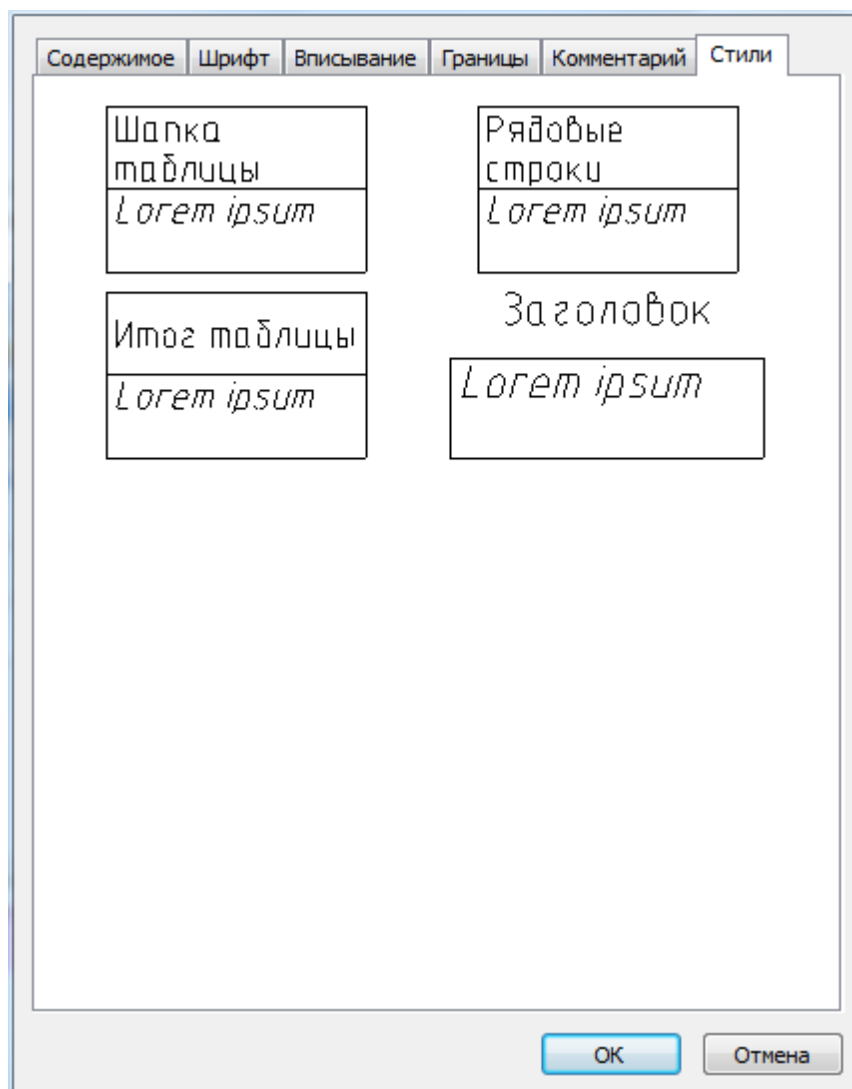 Содержимое Шрифт Вписывание Границы Комментарий Стили
Шапка
таблицы
Lorem ipsum
Рядовые
строки
Lorem ipsum
Итог таблицы
Lorem ipsum
Заголовок
Lorem ipsum
ОК Отмена